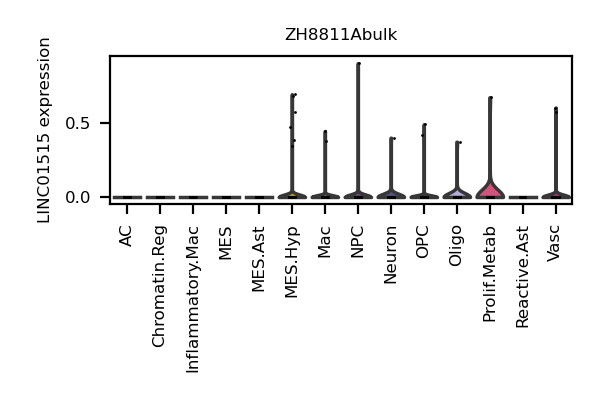 ZH8811Abulk
LINC01515 expression
0.5
0.0
AC
Chromatin.Reg
Inflammatory.Mac
MES
MES.Ast
MES.Hyp
Mac
NPC
Neuron
OPC
Oligo
Prolif.Metab
Reactive.Ast
Vasc